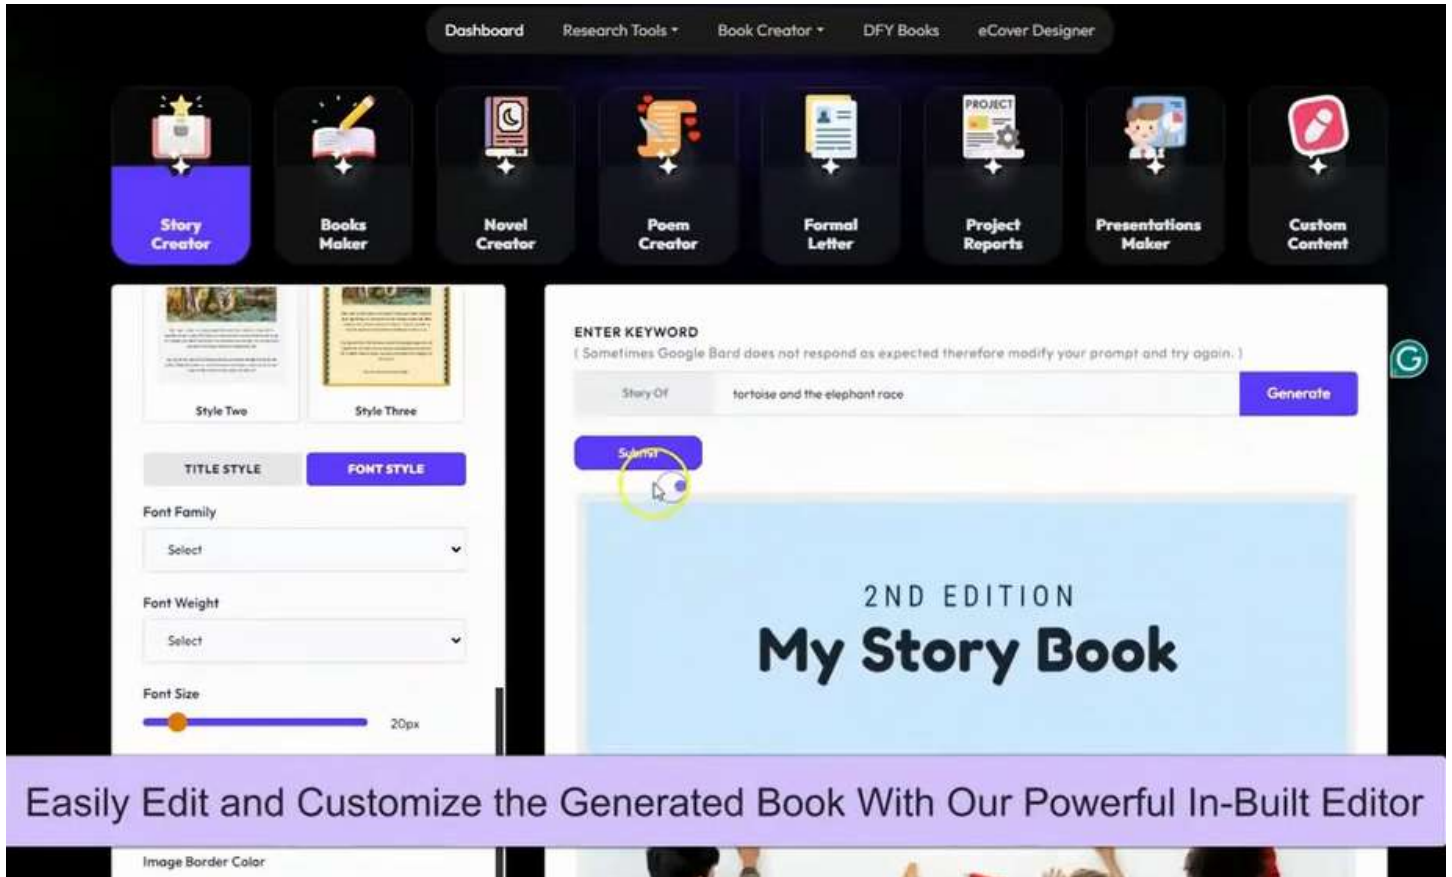 Dashboard
Research Tools
Book Creator
DFY Books
eCover Designer
PROJECT
Story
Creator
Books
Maker
Novel
Creator
Poem
Creator
Formal
Letter
Project
Reports
Presentations
Maker
Custom
Content
Style Two
Style Three
TITLE STYLE
FONT STYLE
Font Family
Select
Font Weight
Select
Font Size
20px
ENTER KEYWORD
( Sometimes Google Bard does not respond as expected therefore modify your prompt and try again. )
Story Of
tortoise and the elephant race
Generate
Submit
2ND EDITION
My Story Book
Easily Edit and Customize the Generated Book With Our Powerful In-Built Editor
Image Border Color